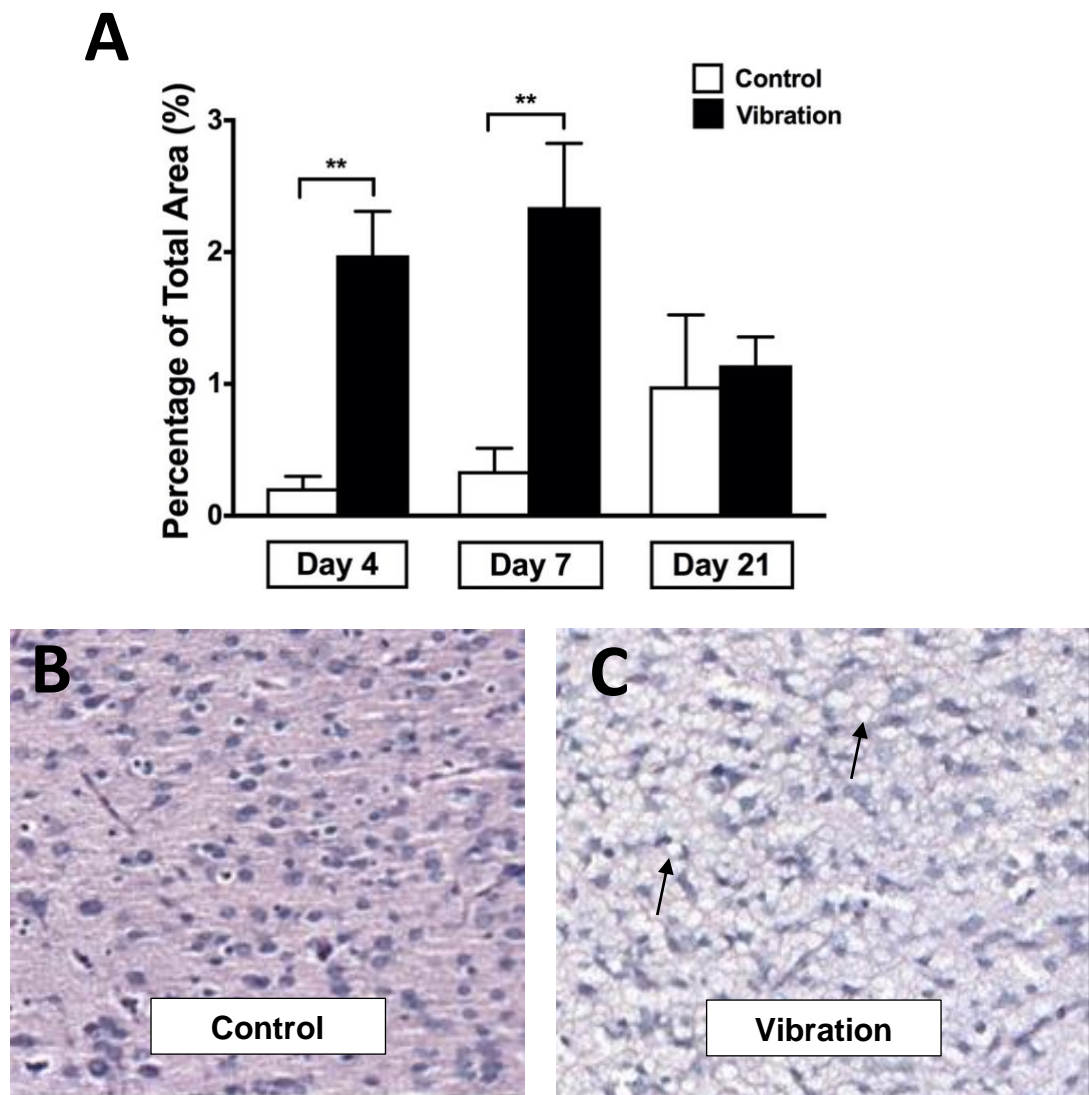 A
Control
Vibration
Percentage of Total Area (%)
3
2
1
0
**
**
Day 4
Day 7
Day 21
B
Control
C
Vibration